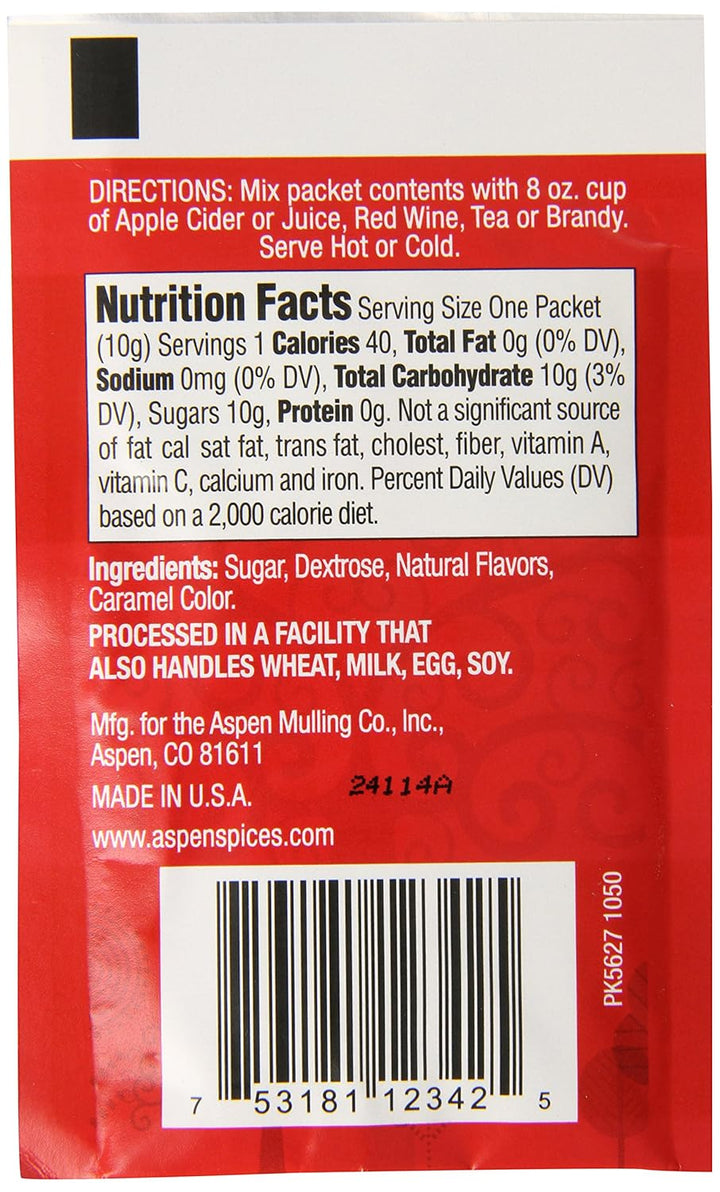 DIRECTIONS: Mix packet contents with 8 oz. cup
of Apple Cider or Juice, Red Wine, Tea or Brandy.
Serve Hot or Cold.
Nutrition Facts Serving Size One Packet
(10g) Servings 1 Calories 40, Total Fat 0g (0% DV),
Sodium 0mg (0% DV), Total Carbohydrate 10g (3%
DV), Sugars 10g, Protein 0g. Not a significant source
of fat cal sat fat, trans fat, cholest, fiber, vitamin A,
vitamin C, calcium and iron. Percent Daily Values (DV)
based on a 2,000 calorie diet.
Ingredients: Sugar, Dextrose, Natural Flavors,
Caramel Color.
PROCESSED IN A FACILITY THAT
ALSO HANDLES WHEAT, MILK, EGG, SOY.
Mfg. for the Aspen Mulling Co., Inc.,
Aspen, CO 81611
MADE IN U.S.A.
24114A
www.aspenspices.com
PK5627 1050
7 53181 12342 5